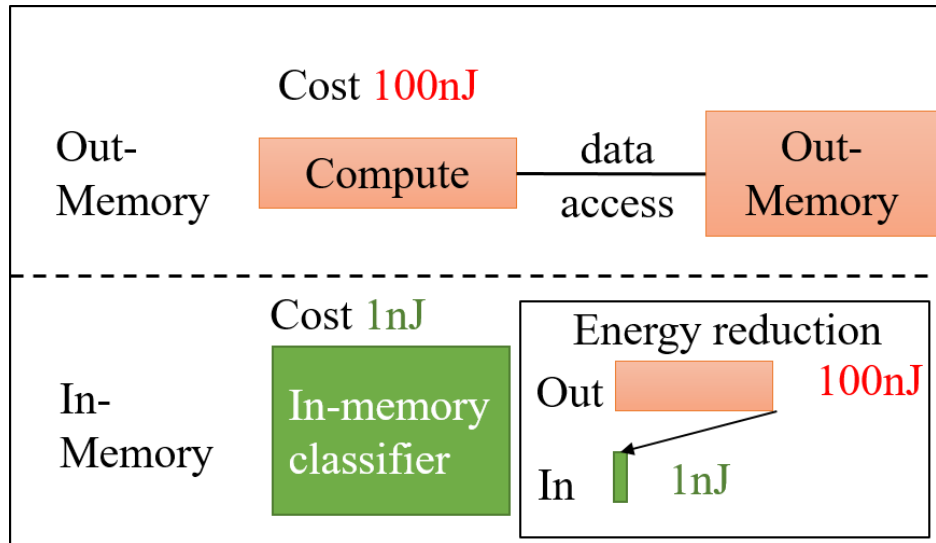 Cost 100nJ
Out-
Memory
Compute
data
access
Out-
Memory
Cost 1nJ
In-
Memory
In-memory
classifier
Energy reduction
Out
100nJ
In
1nJ